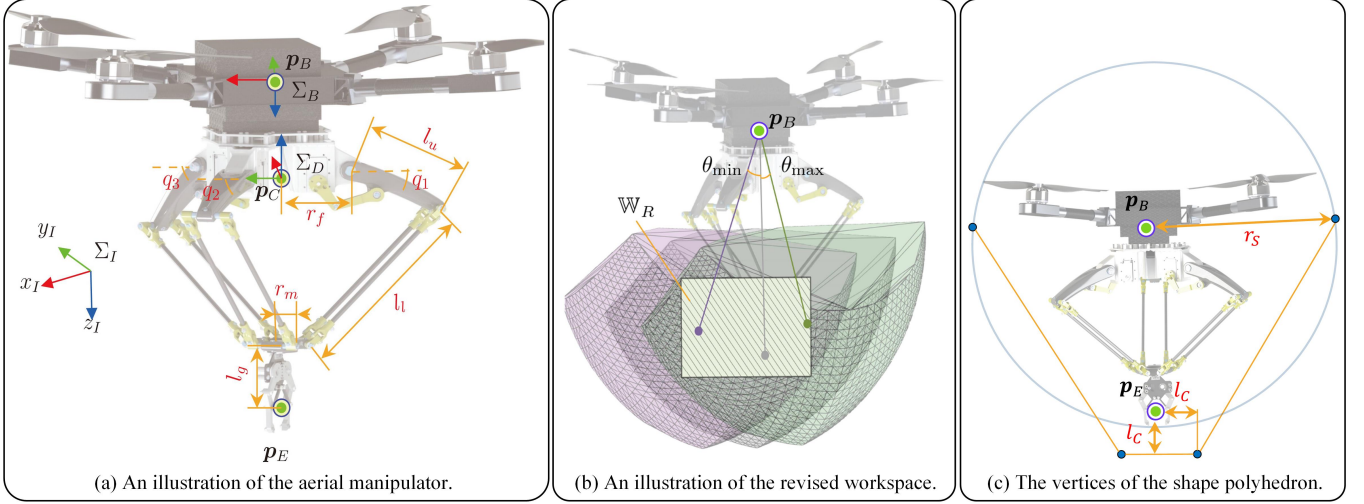 p_B
Σ_B
l_u
Σ_D
q_3
q_2
q_1
p_C
r_f
y_I
Σ_I
x_I
z_I
r_m
l_l
l_g
p_E
(a) An illustration of the aerial manipulator.
p_B
θ_min
θ_max
𝕎_R
(b) An illustration of the revised workspace.
p_B
r_S
p_E
l_C
l_C
(c) The vertices of the shape polyhedron.